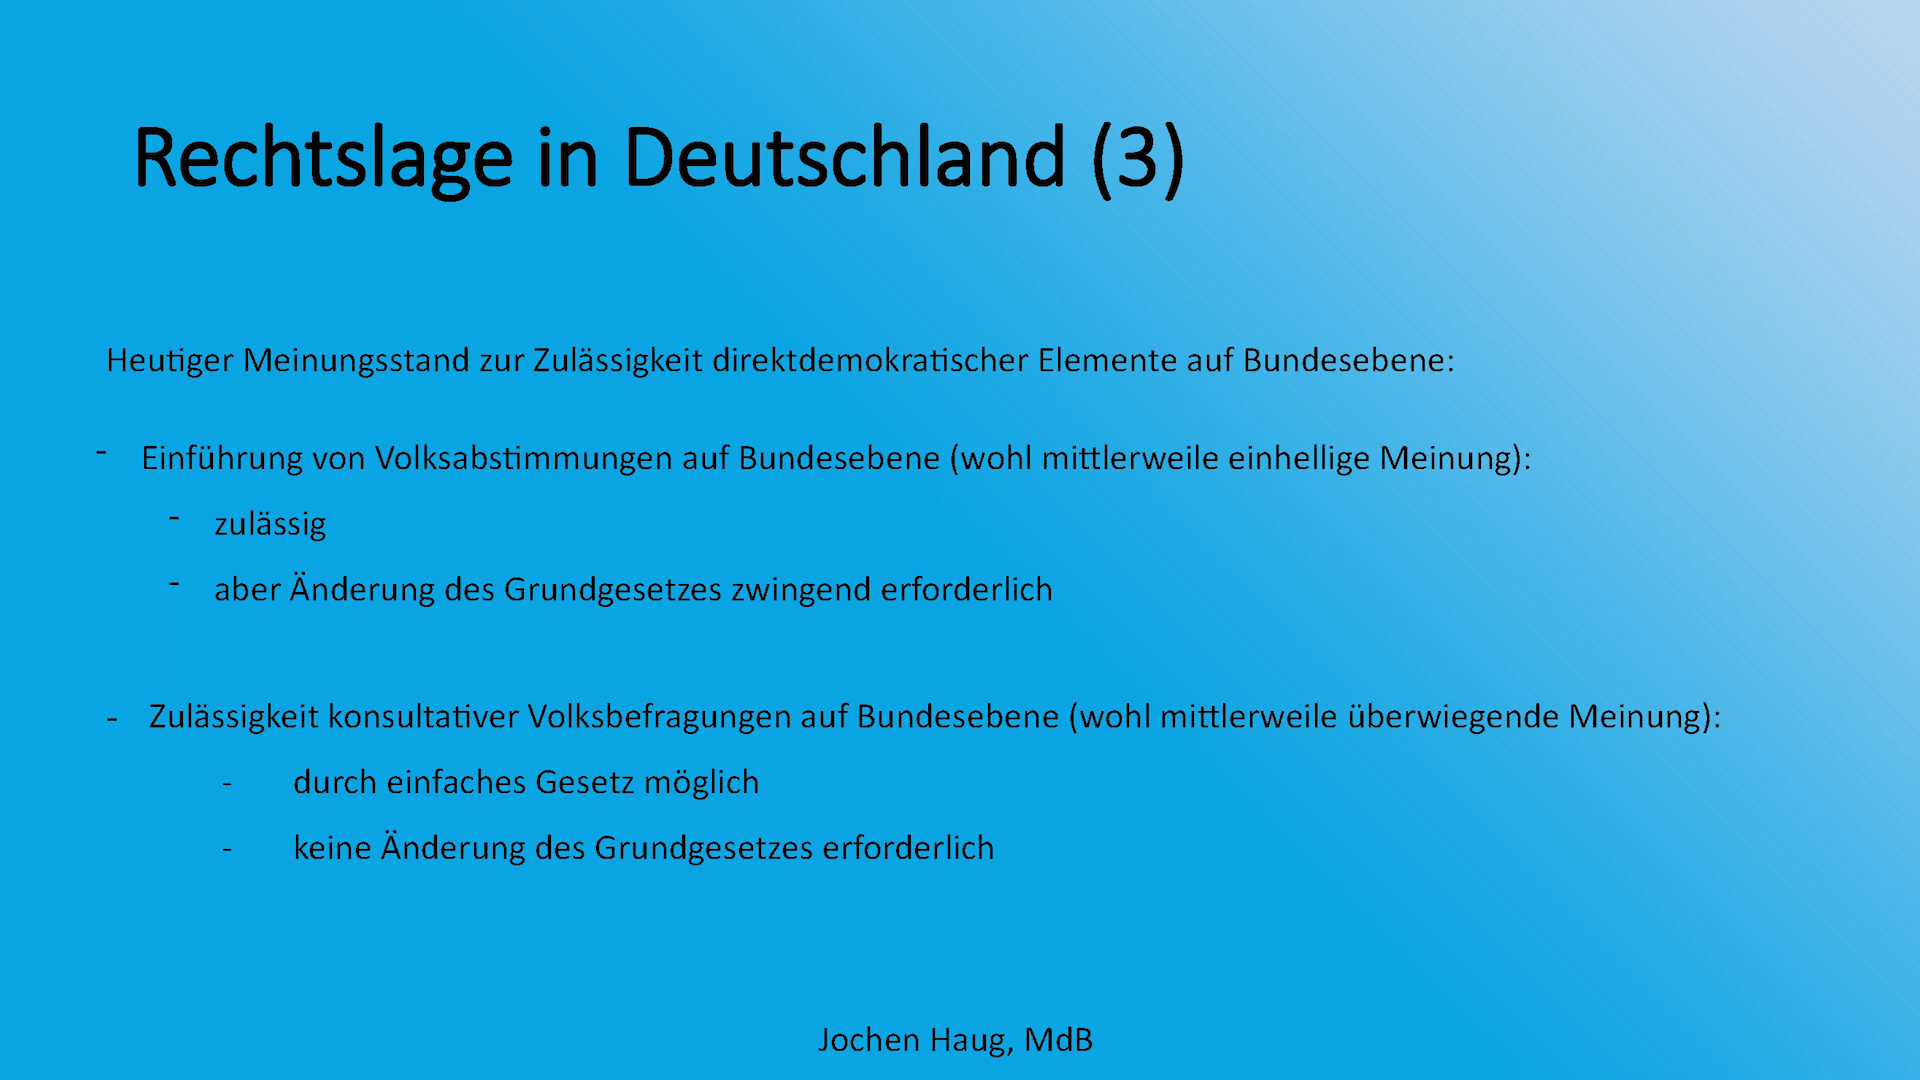 Rechtslage in Deutschland (3)
Heutiger Meinungsstand zur Zulässigkeit direktdemokratischer Elemente auf Bundesebene:
- Einführung von Volksabstimmungen auf Bundesebene (wohl mittlerweile einhellige Meinung):
- zulässig
- aber Änderung des Grundgesetzes zwingend erforderlich
- Zulässigkeit konsultativer Volksbefragungen auf Bundesebene (wohl mittlerweile überwiegende Meinung):
- durch einfaches Gesetz möglich
- keine Änderung des Grundgesetzes erforderlich
Jochen Haug, MdB